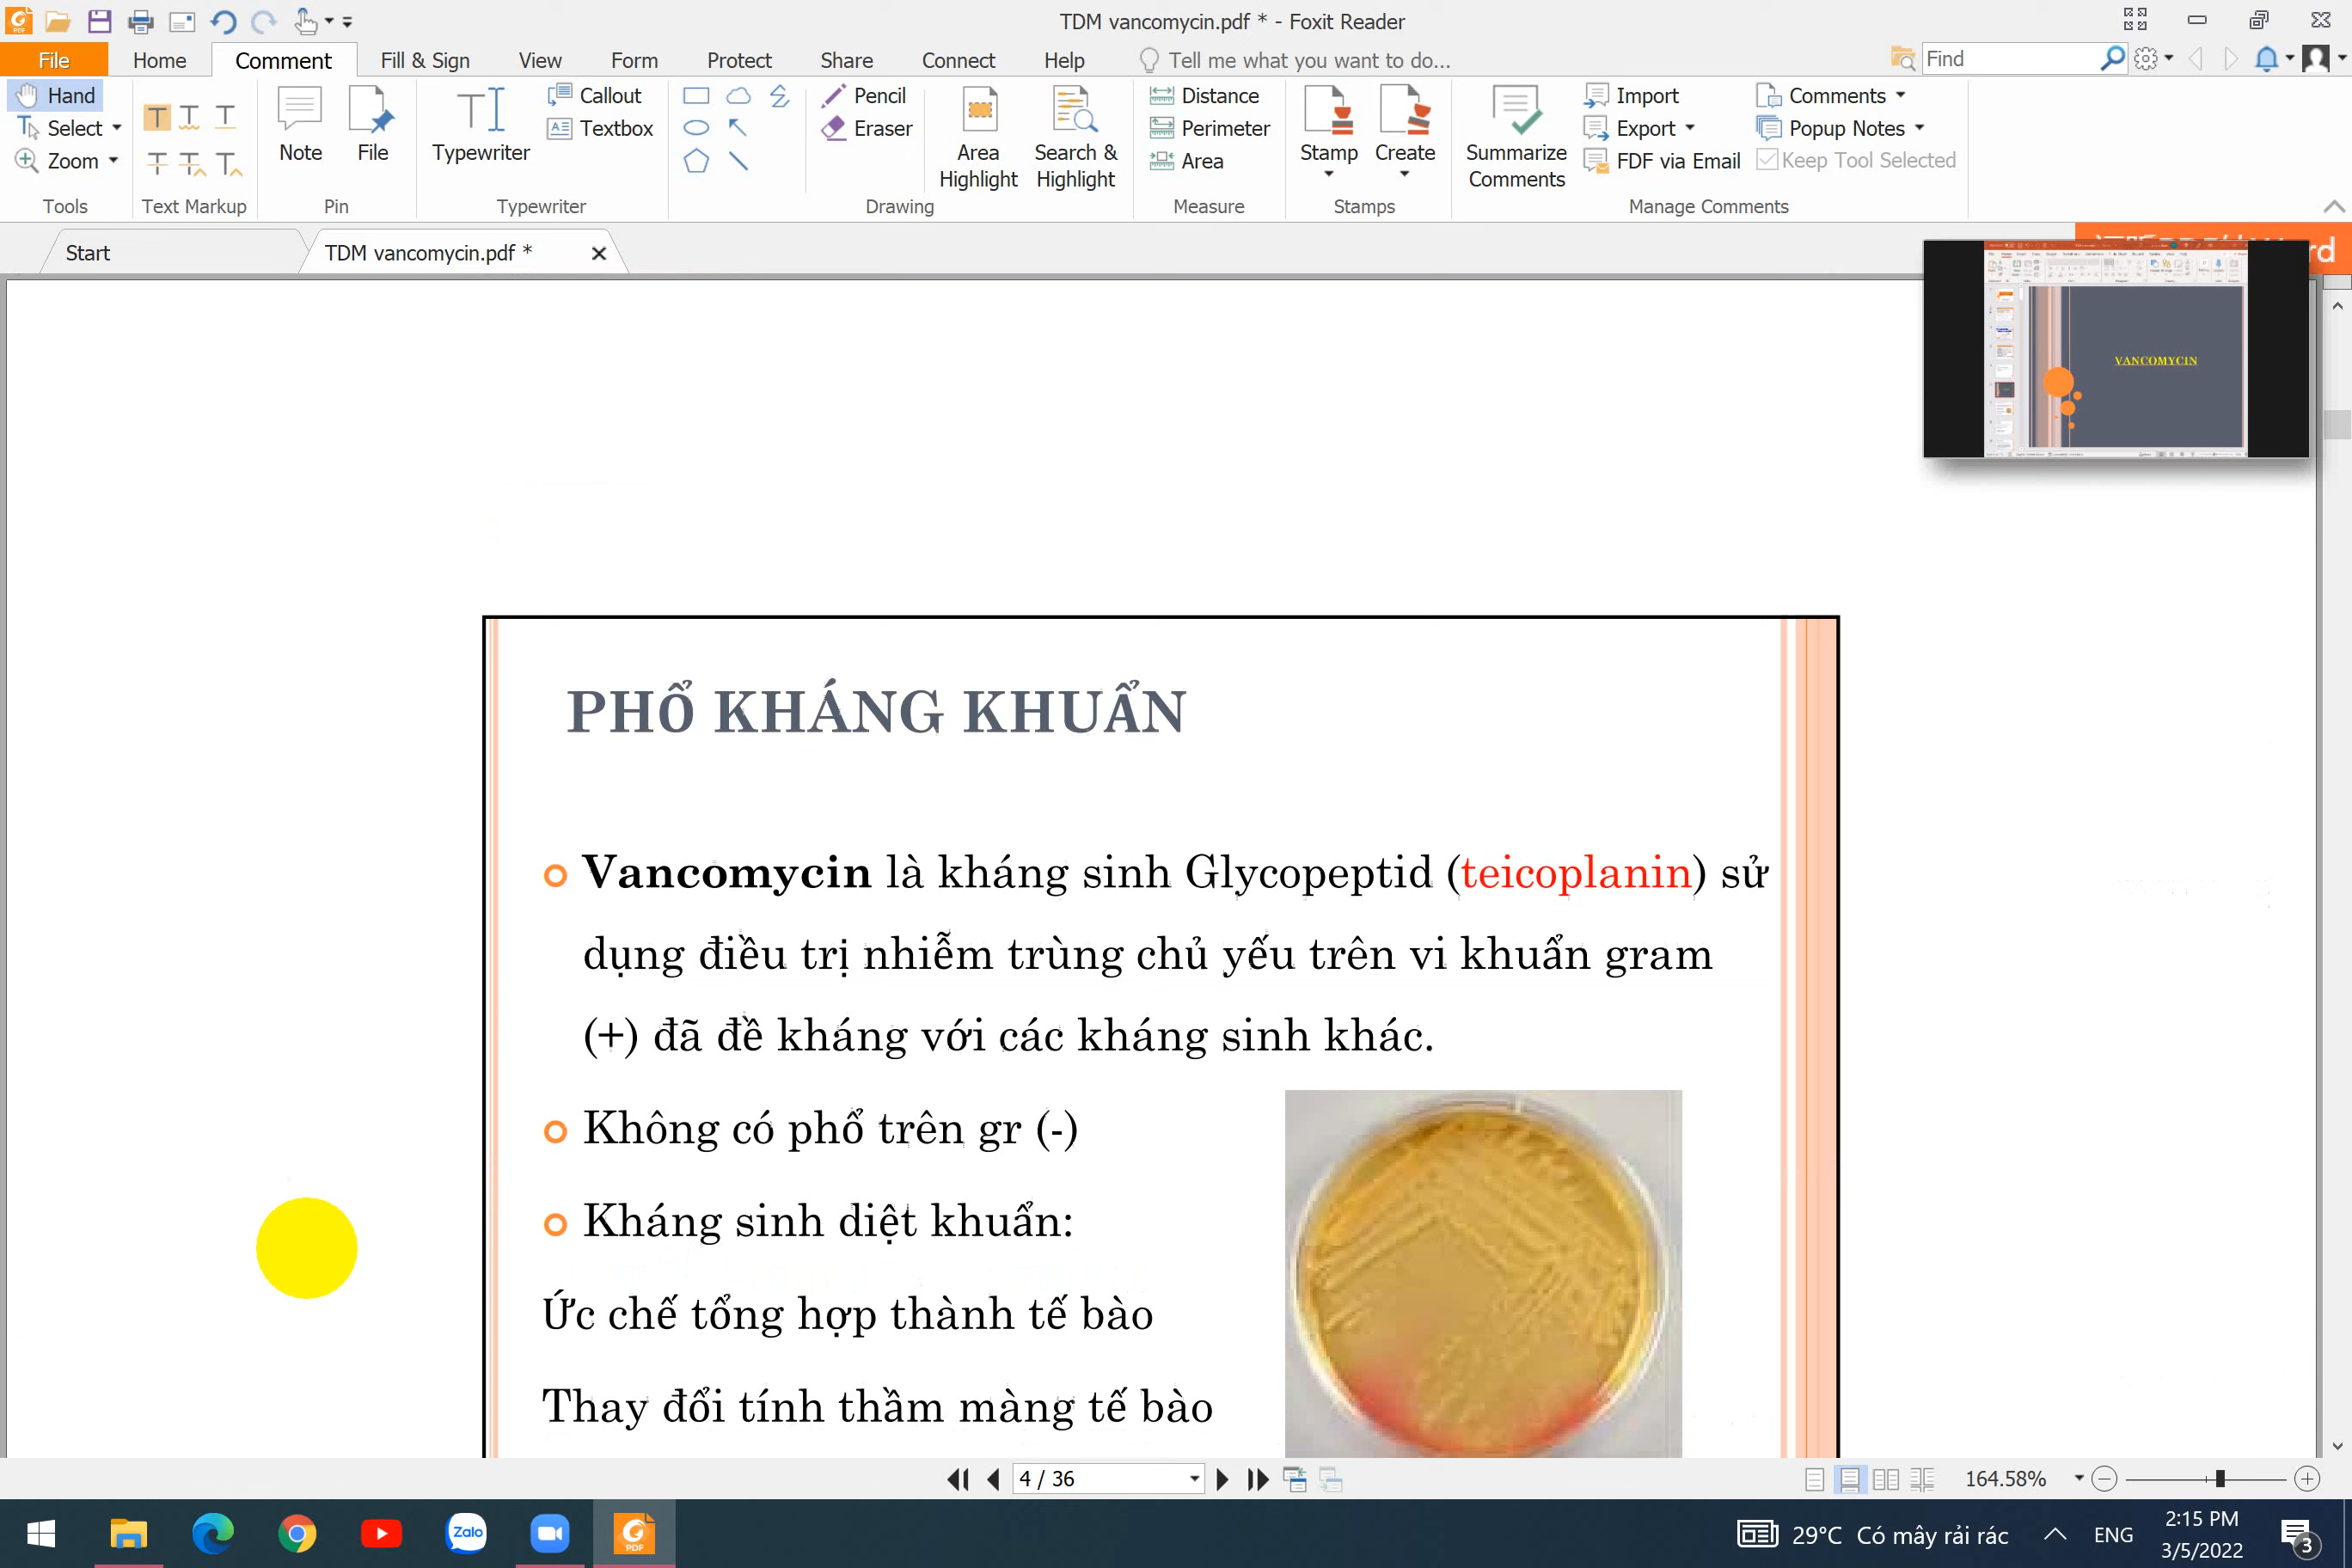 TDM vancomycin.pdf * - Foxit Reader
File Home Comment Fill & Sign View Form Protect Share Connect Help Tell me what you want to do... Find
Hand
Select
Zoom
Tools
Text Markup
Note File
Pin
Typewriter
Callout
Textbox
Typewriter
Pencil
Eraser
Area Highlight
Search & Highlight
Drawing
Distance
Perimeter
Area
Measure
Stamp Create
Stamps
Summarize Comments
Import
Export
FDF via Email
Comments
Popup Notes
Keep Tool Selected
Manage Comments
Start TDM vancomycin.pdf *
VANCOMYCIN
PHỔ KHÁNG KHUẨN
Vancomycin là kháng sinh Glycopeptid (teicoplanin) sử
dụng điều trị nhiễm trùng chủ yếu trên vi khuẩn gram
(+) đã đề kháng với các kháng sinh khác.
Không có phổ trên gr (-)
Kháng sinh diệt khuẩn:
Ức chế tổng hợp thành tế bào
Thay đổi tính thầm màng tế bào
4 / 36
164.58%
Zalo
PDF
29°C Có mây rải rác
ENG
2:15 PM
3/5/2022
3